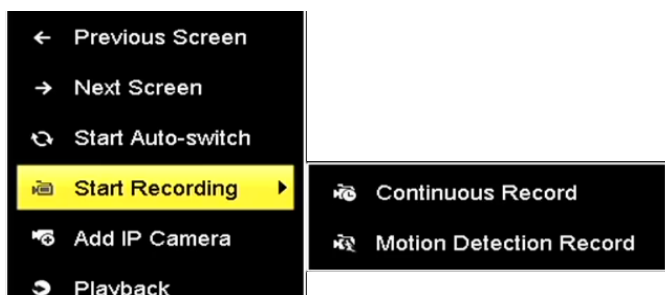 Previous Screen
Next Screen
Start Auto-switch
Start Recording
Continuous Record
Add IP Camera
Motion Detection Record
Playback